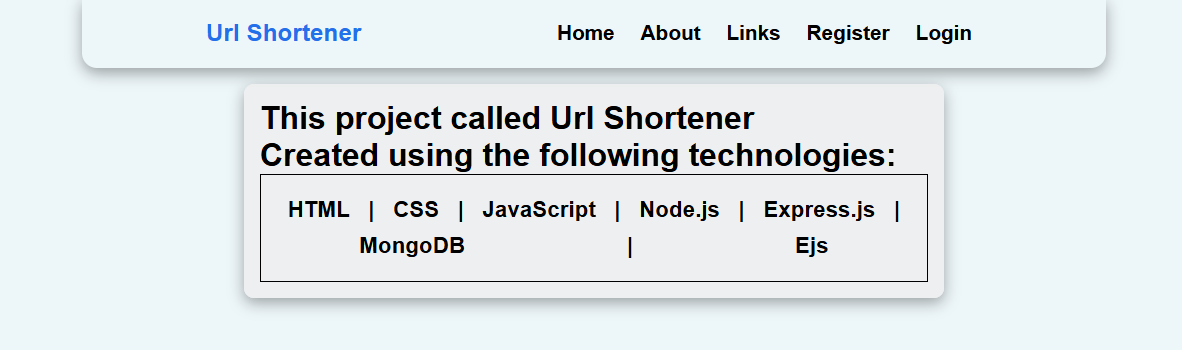 Url Shortener Home About Links Register Login
This project called Url Shortener
Created using the following technologies:
HTML | CSS | JavaScript | Node.js | Express.js |
MongoDB | Ejs